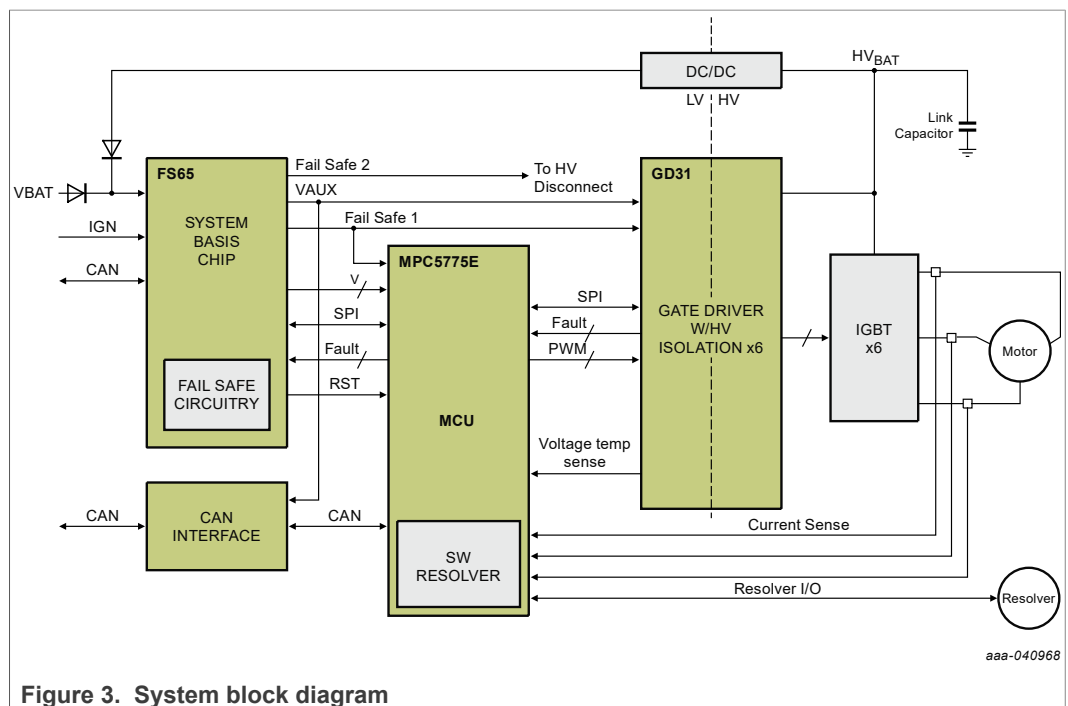 DC/DC
HVBAT
LV HV
Link
Capacitor
FS65
Fail Safe 2
To HV
Disconnect
GD31
VBAT
VAUX
SYSTEM
BASIS
CHIP
Fail Safe 1
IGN
MPC5775E
CAN
V
SPI
SPI
GATE DRIVER
W/HV
ISOLATION x6
IGBT
x6
Motor
Fault
Fault
PWM
FAIL SAFE
CIRCUITRY
RST
MCU
Voltage temp
sense
CAN
CAN
INTERFACE
CAN
Current Sense
SW
RESOLVER
Resolver I/O
Resolver
aaa-040968
Figure 3. System block diagram